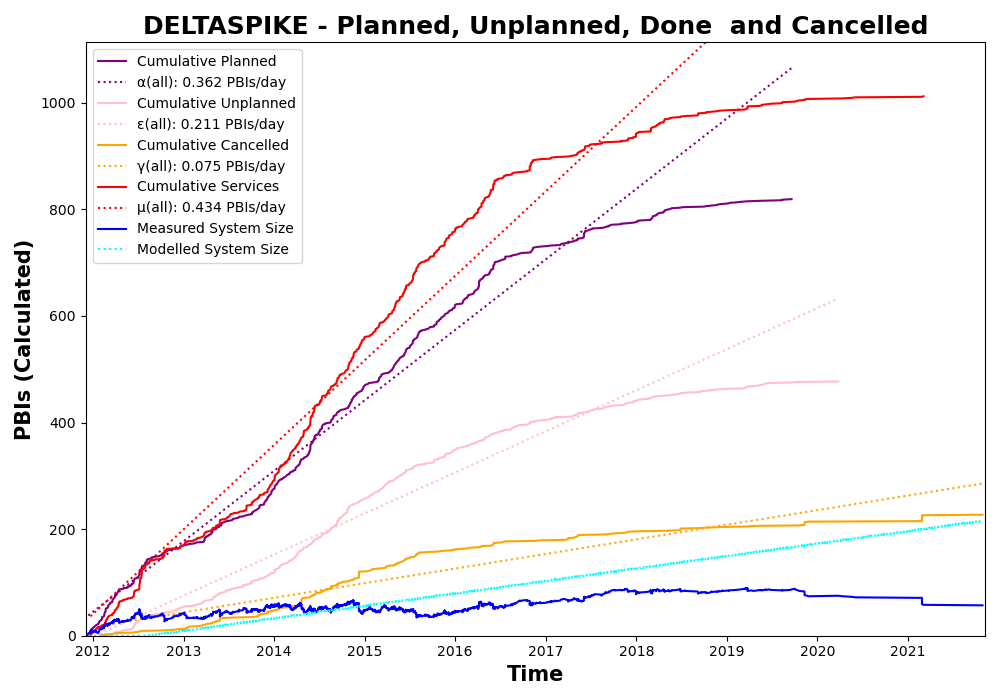 DELTASPIKE - Planned, Unplanned, Done  and Cancelled
PBIs (Calculated)
1000
800
600
400
200
0
Cumulative Planned
α(all): 0.362 PBIs/day
Cumulative Unplanned
ε(all): 0.211 PBIs/day
Cumulative Cancelled
γ(all): 0.075 PBIs/day
Cumulative Services
μ(all): 0.434 PBIs/day
Measured System Size
Modelled System Size
2012 2013 2014 2015 2016 2017 2018 2019 2020 2021
Time